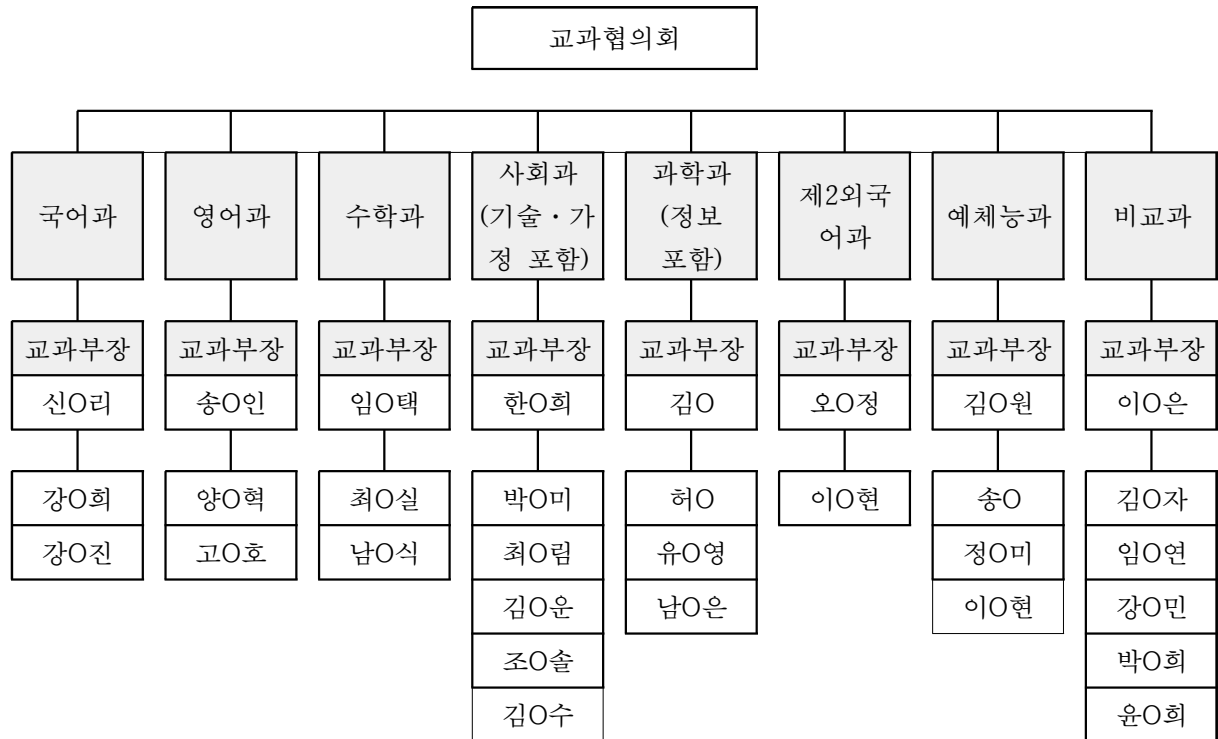 교과협의회
국어과
영어과
수학과
사회과
(기술・가
정 포함)
과학과
(정보
포함)
제2외국
어과
예체능과
비교과
교과부장 교과부장 교과부장 교과부장 교과부장 교과부장 교과부장 교과부장
신O리 송O인 임O택 한O희 김O 오O정 김O원 이O은
강O희 양O혁 최O실 박O미 허O 이O현 송O 김O자
강O진 고O호 남O식 최O림 유O영 정O미 임O연
김O운 남O은 이O현 강O민
조O솔 박O희
김O수 윤O희